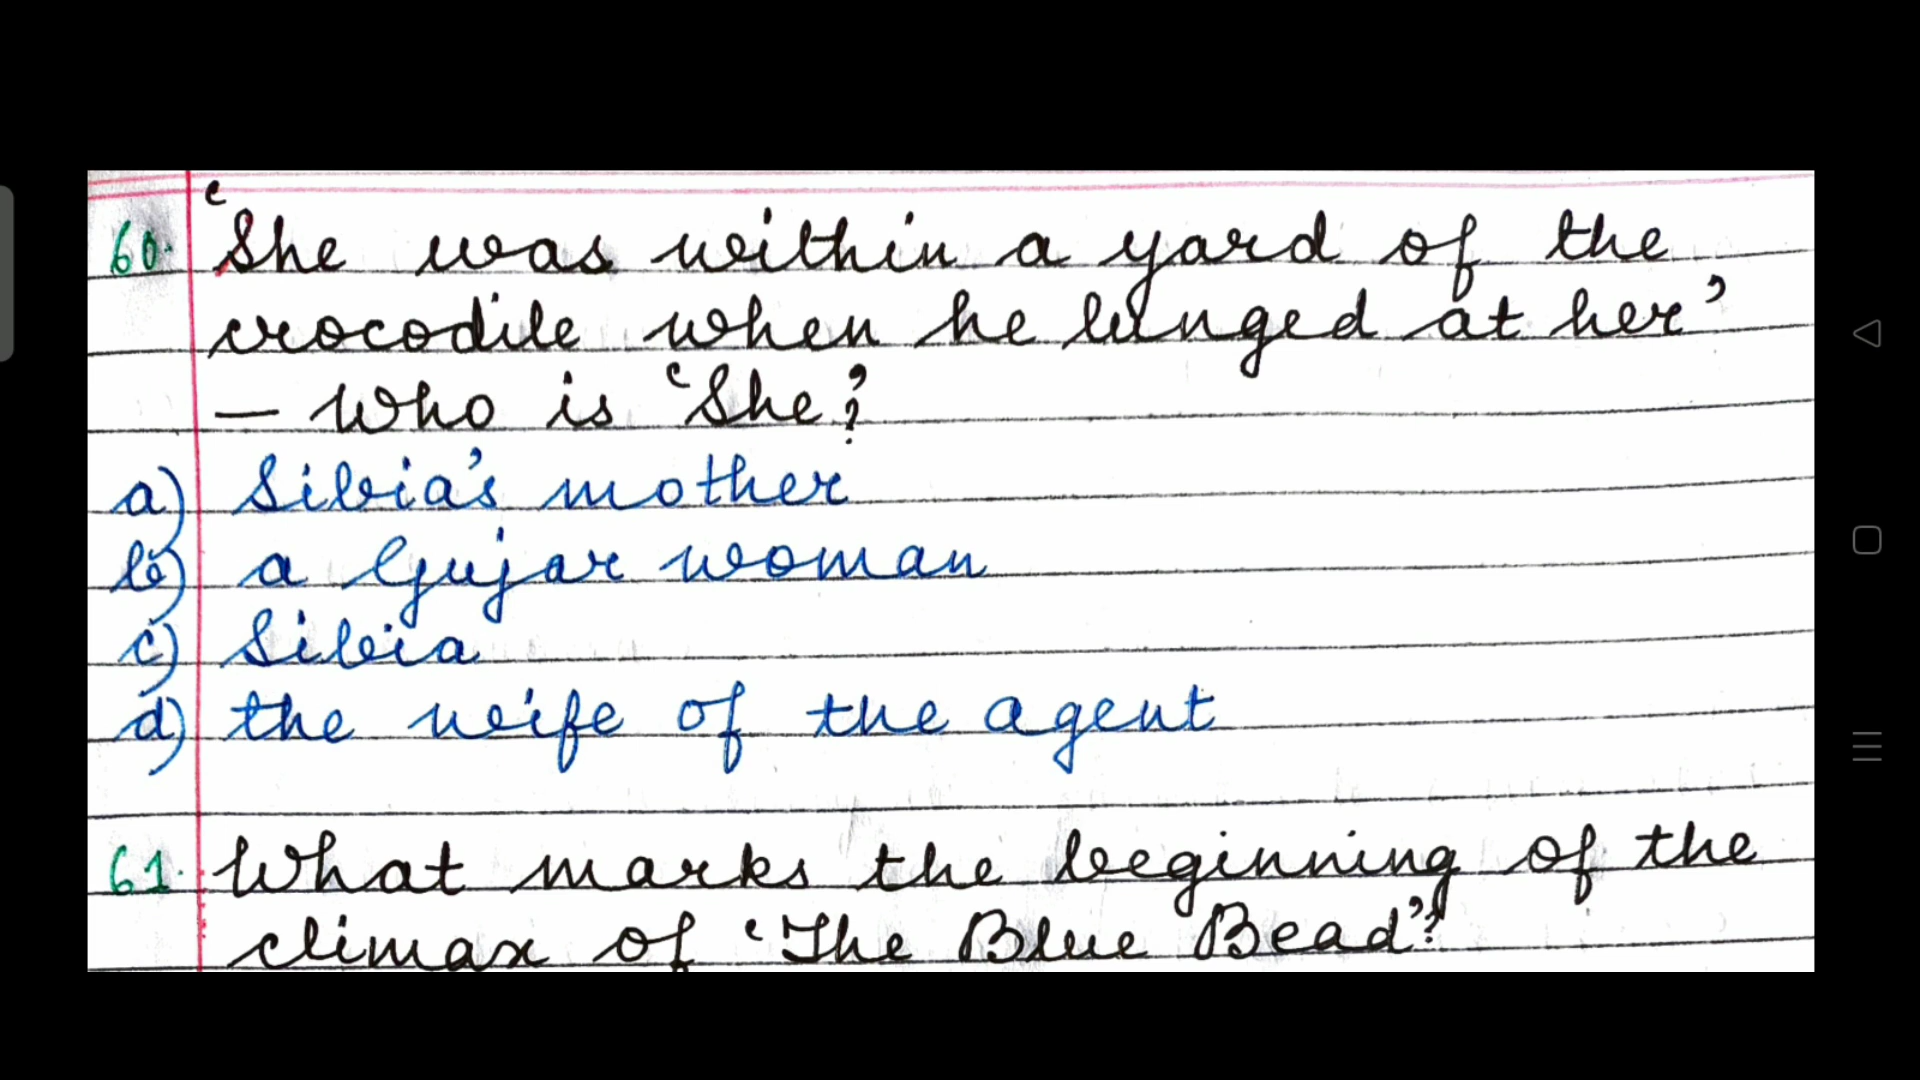 60. ‘She was within a yard of the
crocodile when he lunged at her’
— Who is ‘She’?
a) Sibia's mother
b) a Gujar woman
c) Sibia
d) the wife of the agent
61. What marks the beginning of the
climax of ‘The Blue Bead’?